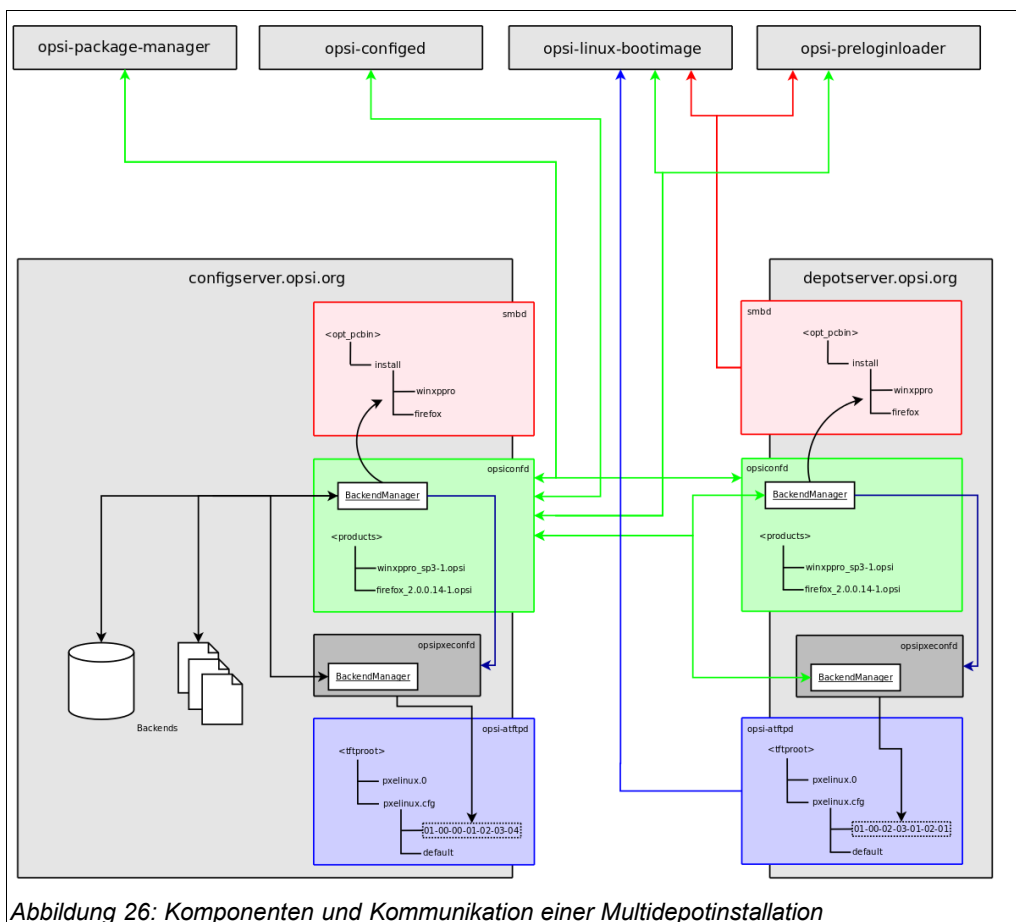 opsi-package-manager
opsi-configed
opsi-linux-bootimage
opsi-preloginloader
configserver.opsi.org
smbd
<opt_pcbin>
install
winxppro
firefox
opsiconfd
BackendManager
<products>
winxppro_sp3-1.opsi
firefox_2.0.0.14-1.opsi
opsipxeconfd
BackendManager
Backends
opsi-atftpd
<tftproot>
pxelinux.0
pxelinux.cfg
01-00-00-01-02-03-04
default
depotserver.opsi.org
smbd
<opt_pcbin>
install
winxppro
firefox
opsiconfd
BackendManager
<products>
winxppro_sp3-1.opsi
firefox_2.0.0.14-1.opsi
opsipxeconfd
BackendManager
opsi-atftpd
<tftproot>
pxelinux.0
pxelinux.cfg
01-00-02-03-01-02-01
default
Abbildung 26: Komponenten und Kommunikation einer Multidepotinstallation